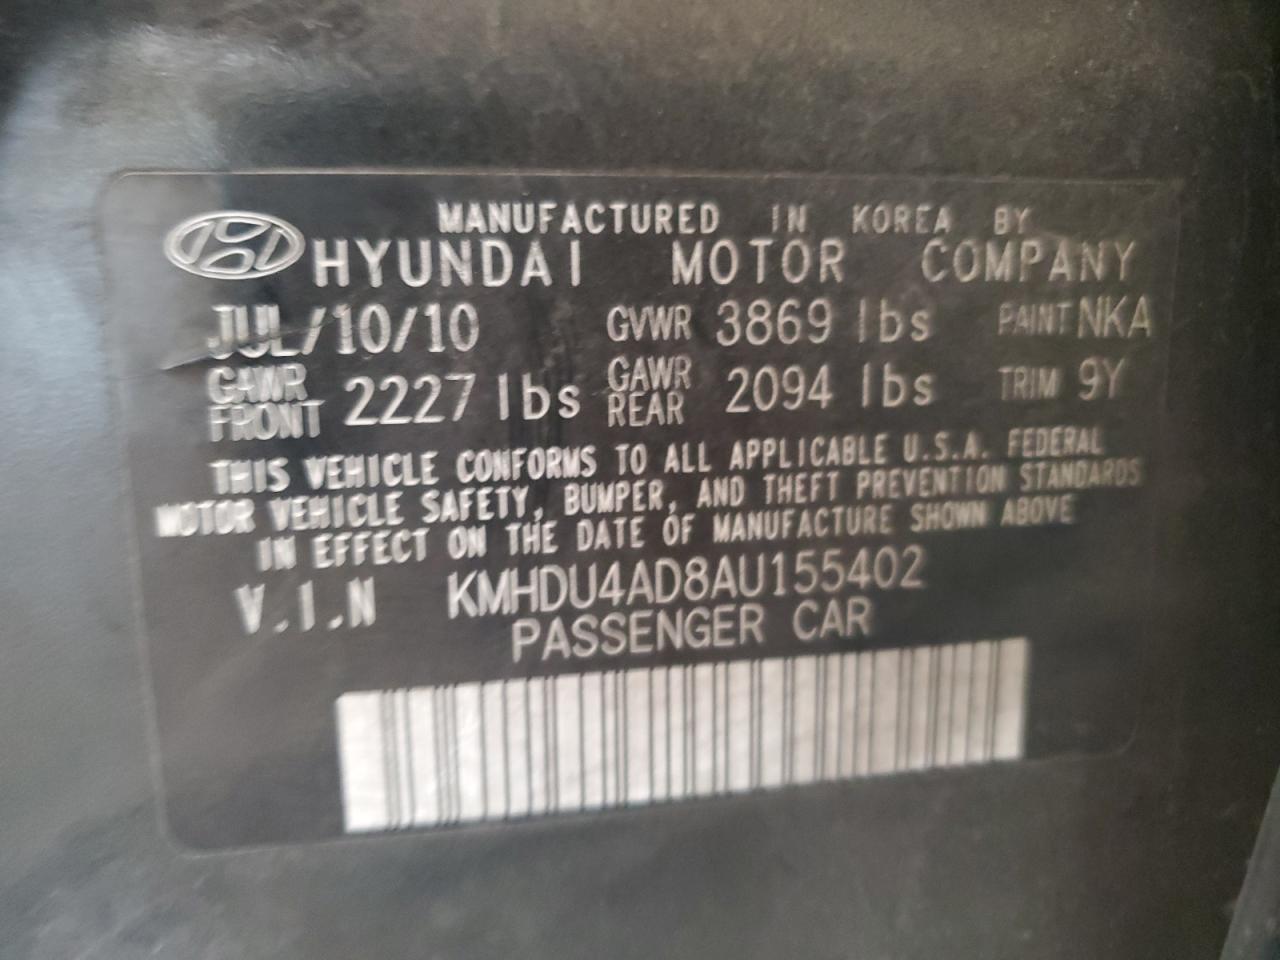 MANUFACTURED IN KOREA BY
HYUNDAI MOTOR COMPANY
JUL/10/10 GVWR 3869 lbs PAINT NKA
GAWR FRONT 2227 lbs GAWR REAR 2094 lbs TRIM 9Y
THIS VEHICLE CONFORMS TO ALL APPLICABLE U.S.A. FEDERAL
MOTOR VEHICLE SAFETY, BUMPER, AND THEFT PREVENTION STANDARDS
IN EFFECT ON THE DATE OF MANUFACTURE SHOWN ABOVE
V.I.N KMHDU4AD8AU155402
PASSENGER CAR